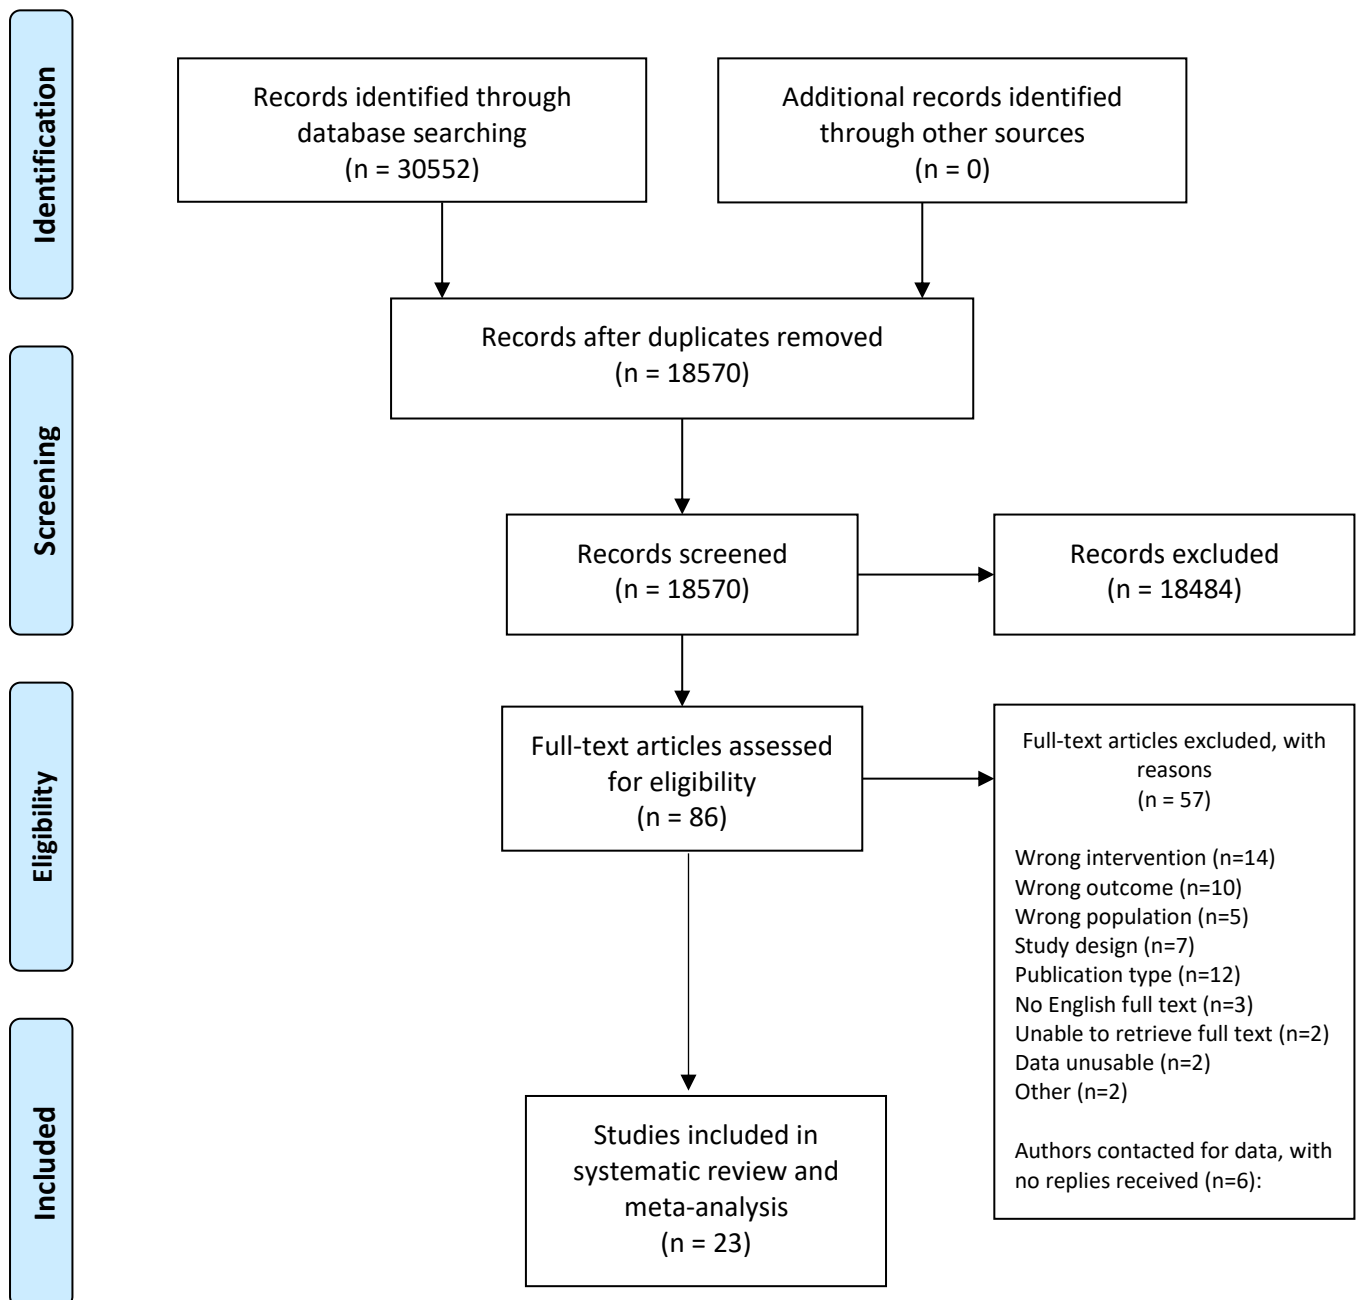 Identification
Records identified through
database searching
(n = 30552)
Additional records identified
through other sources
(n = 0)
Records after duplicates removed
(n = 18570)
Screening
Records screened
(n = 18570)
Records excluded
(n = 18484)
Eligibility
Full-text articles assessed
for eligibility
(n = 86)
Full-text articles excluded, with
reasons
(n = 57)
Wrong intervention (n=14)
Wrong outcome (n=10)
Wrong population (n=5)
Study design (n=7)
Publication type (n=12)
No English full text (n=3)
Unable to retrieve full text (n=2)
Data unusable (n=2)
Other (n=2)
Authors contacted for data, with
no replies received (n=6):
Included
Studies included in
systematic review and
meta-analysis
(n = 23)